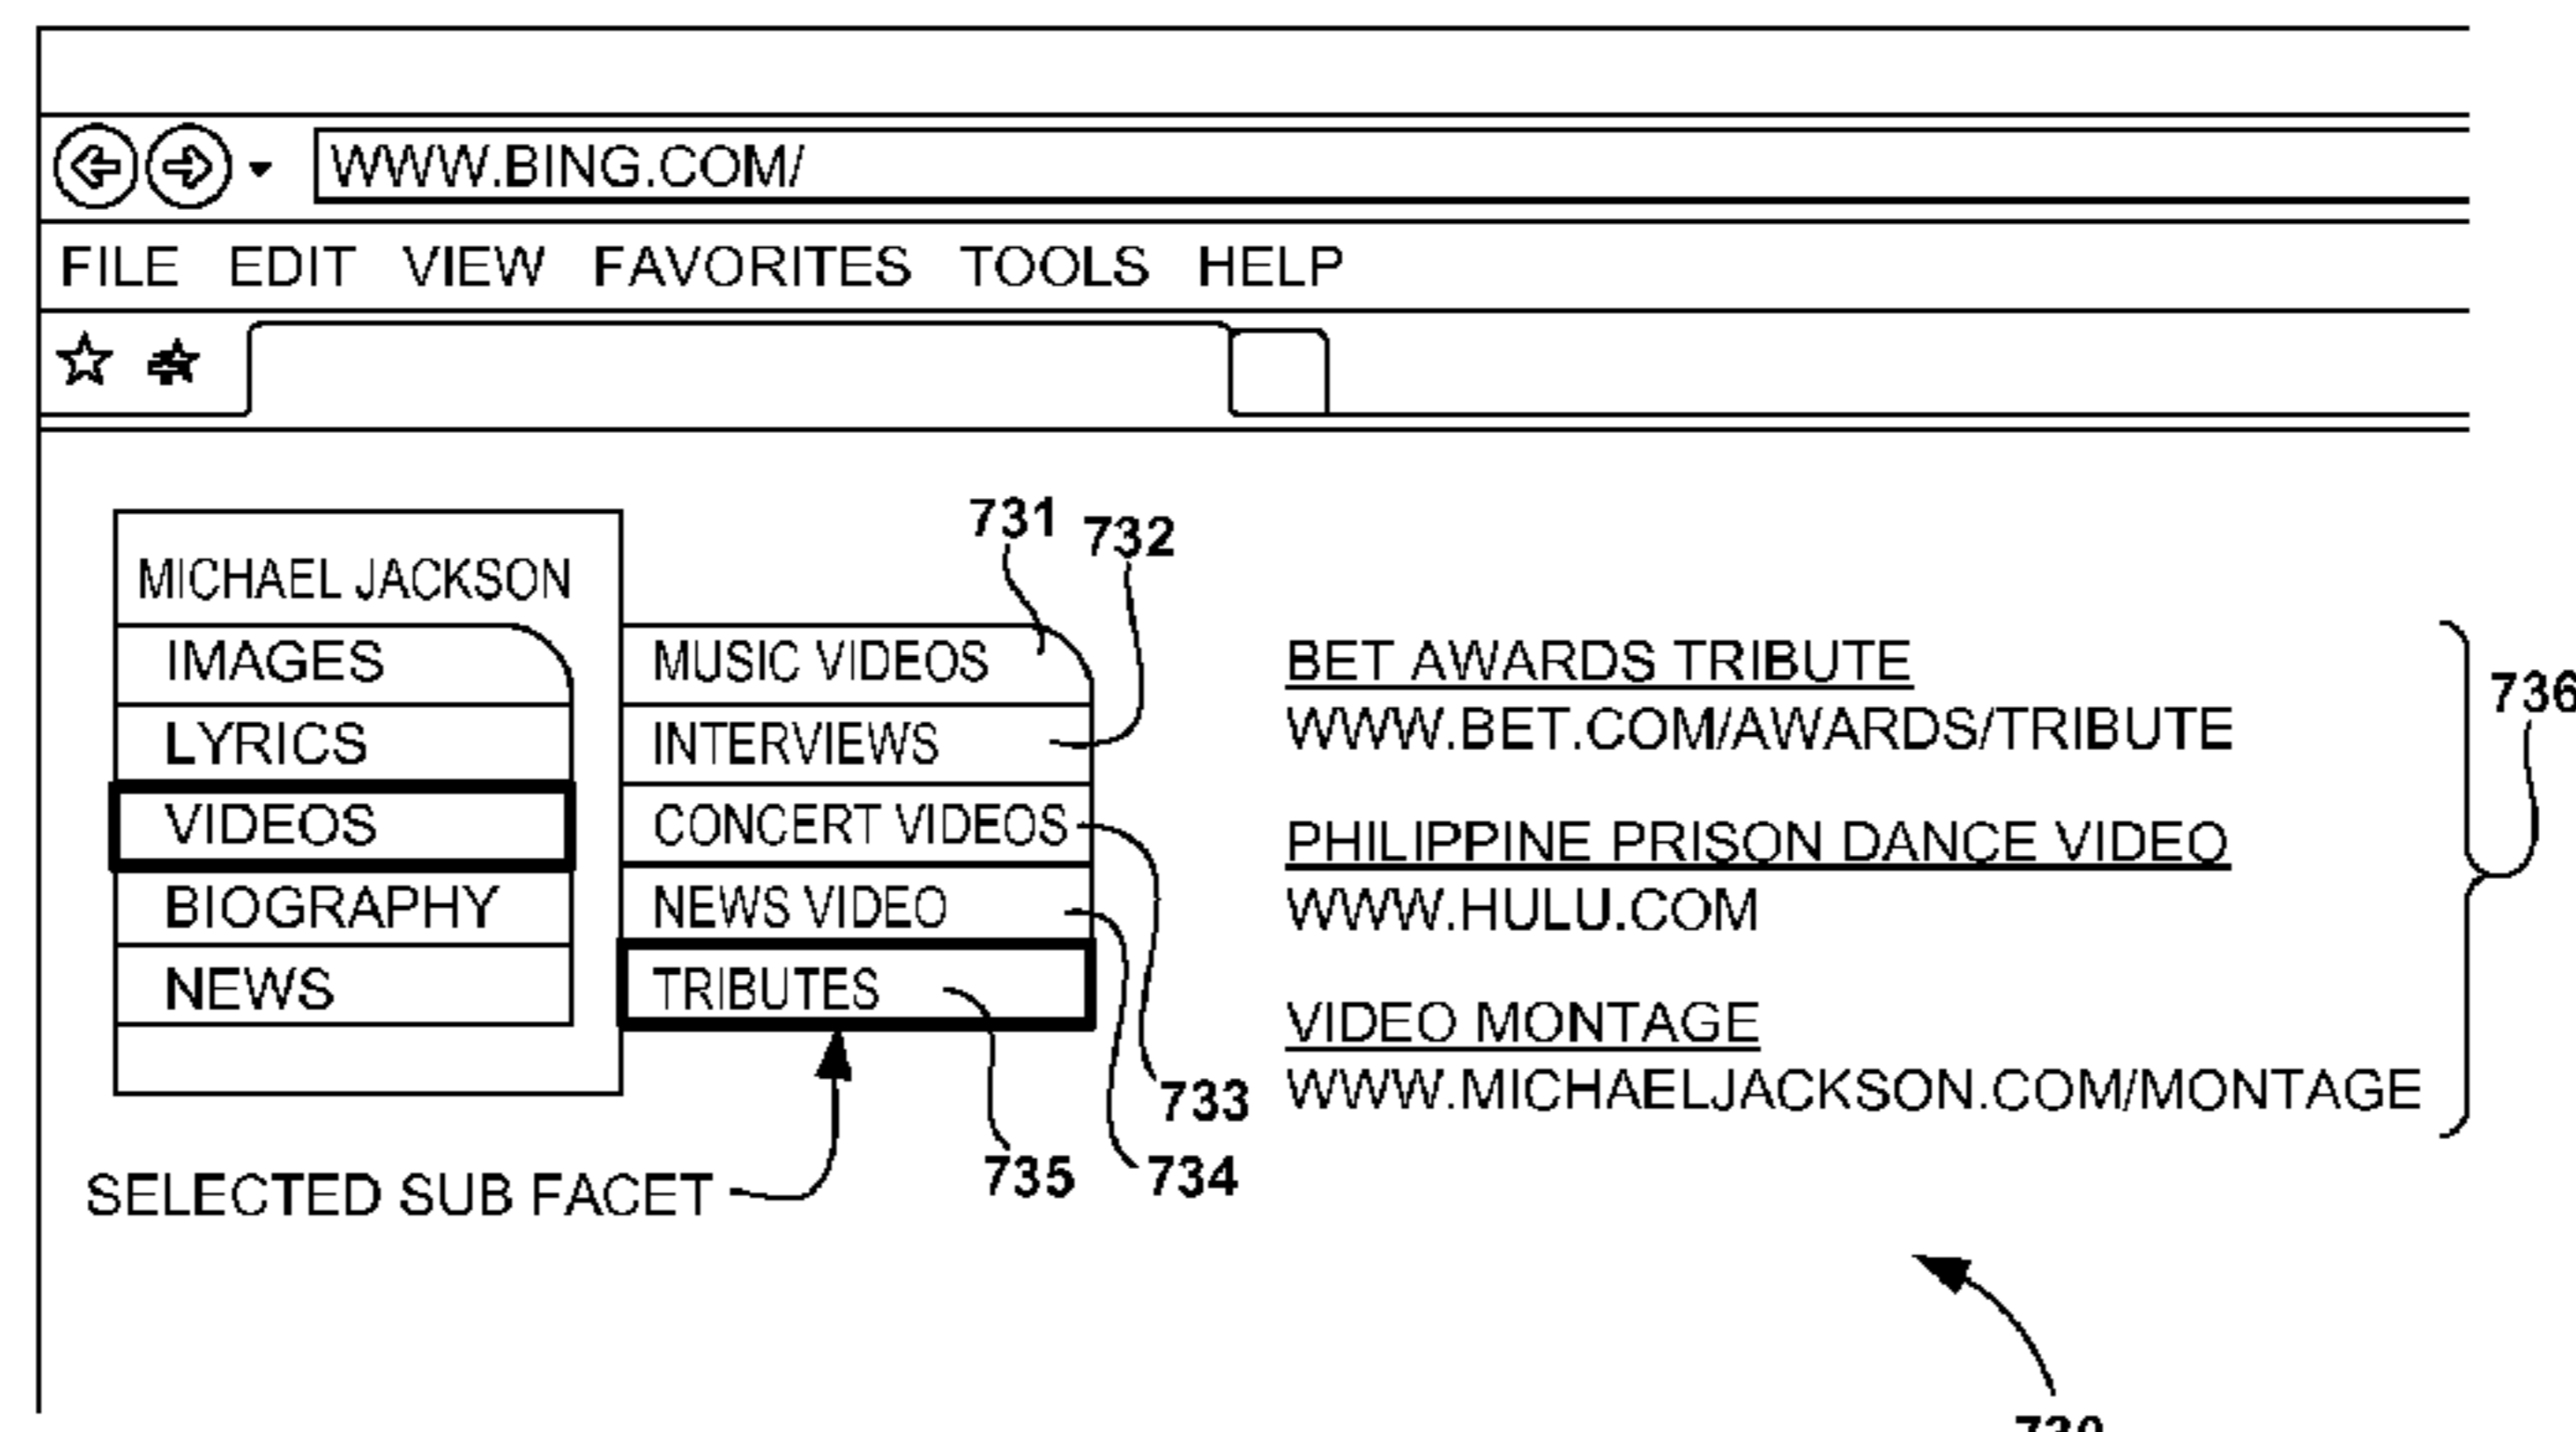 WWW.BING.COM/
FILE EDIT VIEW FAVORITES TOOLS HELP
731
732
MICHAEL JACKSON
IMAGES
LYRICS
VIDEOS
BIOGRAPHY
NEWS
MUSIC VIDEOS
INTERVIEWS
CONCERT VIDEOS
NEWS VIDEO
TRIBUTES
BET AWARDS TRIBUTE
WWW.BET.COM/AWARDS/TRIBUTE
PHILIPPINE PRISON DANCE VIDEO
WWW.HULU.COM
VIDEO MONTAGE
WWW.MICHAELJACKSON.COM/MONTAGE
736
733
735
734
SELECTED SUB FACET
730